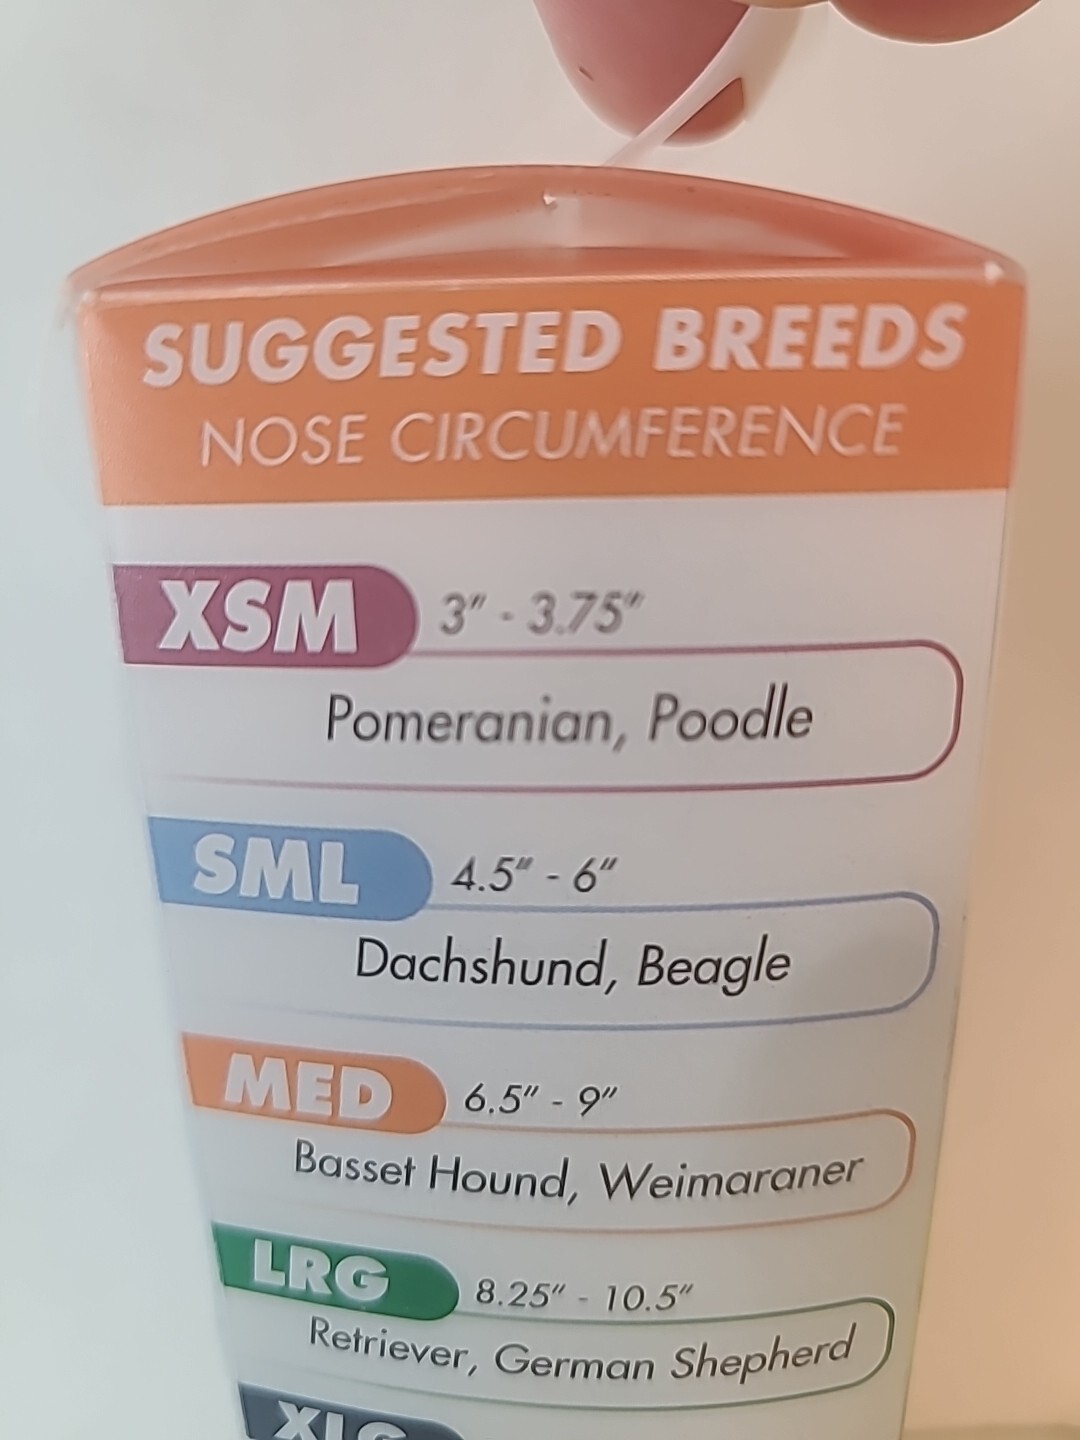 SUGGESTED BREEDS
NOSE CIRCUMFERENCE
XSM 3" - 3.75"
Pomeranian, Poodle
SML 4.5" - 6"
Dachshund, Beagle
MED 6.5" - 9"
Basset Hound, Weimaraner
LRG 8.25" - 10.5"
Retriever, German Shepherd
XLG